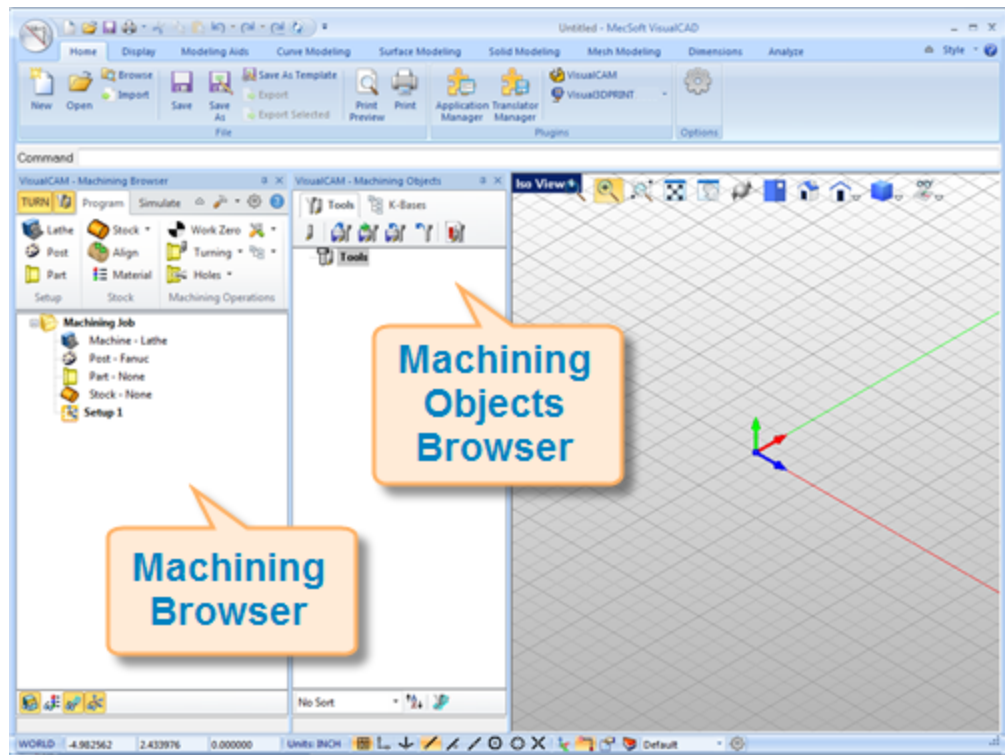 Untitled - MecSoft VisualCAD
Home Display Modeling Aids Curve Modeling Surface Modeling Solid Modeling Mesh Modeling Dimensions Analyze Style
New Open Browse Import Save Save As Save As Template Export Export Selected Print Preview Print Application Manager Translator Manager VisualCAM Visual3DPRINT
File Plugins Options
Command
VisualCAM - Machining Browser
TURN Program Simulate
Lathe Stock Work Zero
Post Align Turning
Part Material Holes
Setup Stock Machining Operations
Machining Job
Machine - Lathe
Post - Fanuc
Part - None
Stock - None
Setup 1
Machining Browser
VisualCAM - Machining Objects
Tools K-Bases
Tools
Machining
Objects
Browser
Machining
Browser
No Sort
Iso View
WORLD -4.982562 2.433976 0.000000 Units: INCH Default